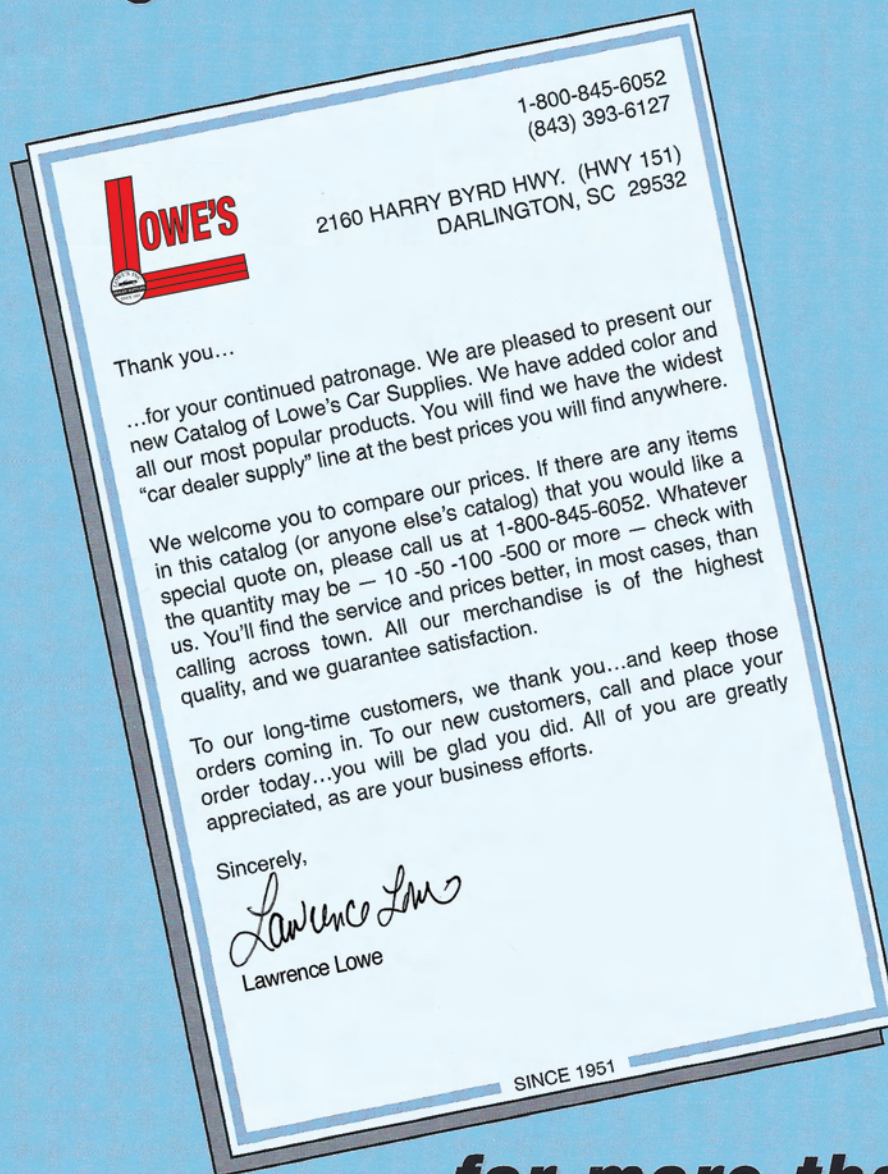 1-800-845-6052
(843) 393-6127
LOWE'S
2160 HARRY BYRD HWY. (HWY 151)
DARLINGTON, SC 29532
Thank you...
...for your continued patronage. We are pleased to present our
new Catalog of Lowe's Car Supplies. We have added color and
all our most popular products. You will find we have the widest
“car dealer supply” line at the best prices you will find anywhere.
We welcome you to compare our prices. If there are any items
in this catalog (or anyone else's catalog) that you would like a
special quote on, please call us at 1-800-845-6052. Whatever
the quantity may be — 10 -50 -100 -500 or more — check with
us. You'll find the service and prices better, in most cases, than
calling across town. All our merchandise is of the highest
quality, and we guarantee satisfaction.
To our long-time customers, we thank you...and keep those
orders coming in. To our new customers, call and place your
order today...you will be glad you did. All of you are greatly
appreciated, as are your business efforts.
Sincerely,
Lawrence Lowe
Lawrence Lowe
SINCE 1951
for more